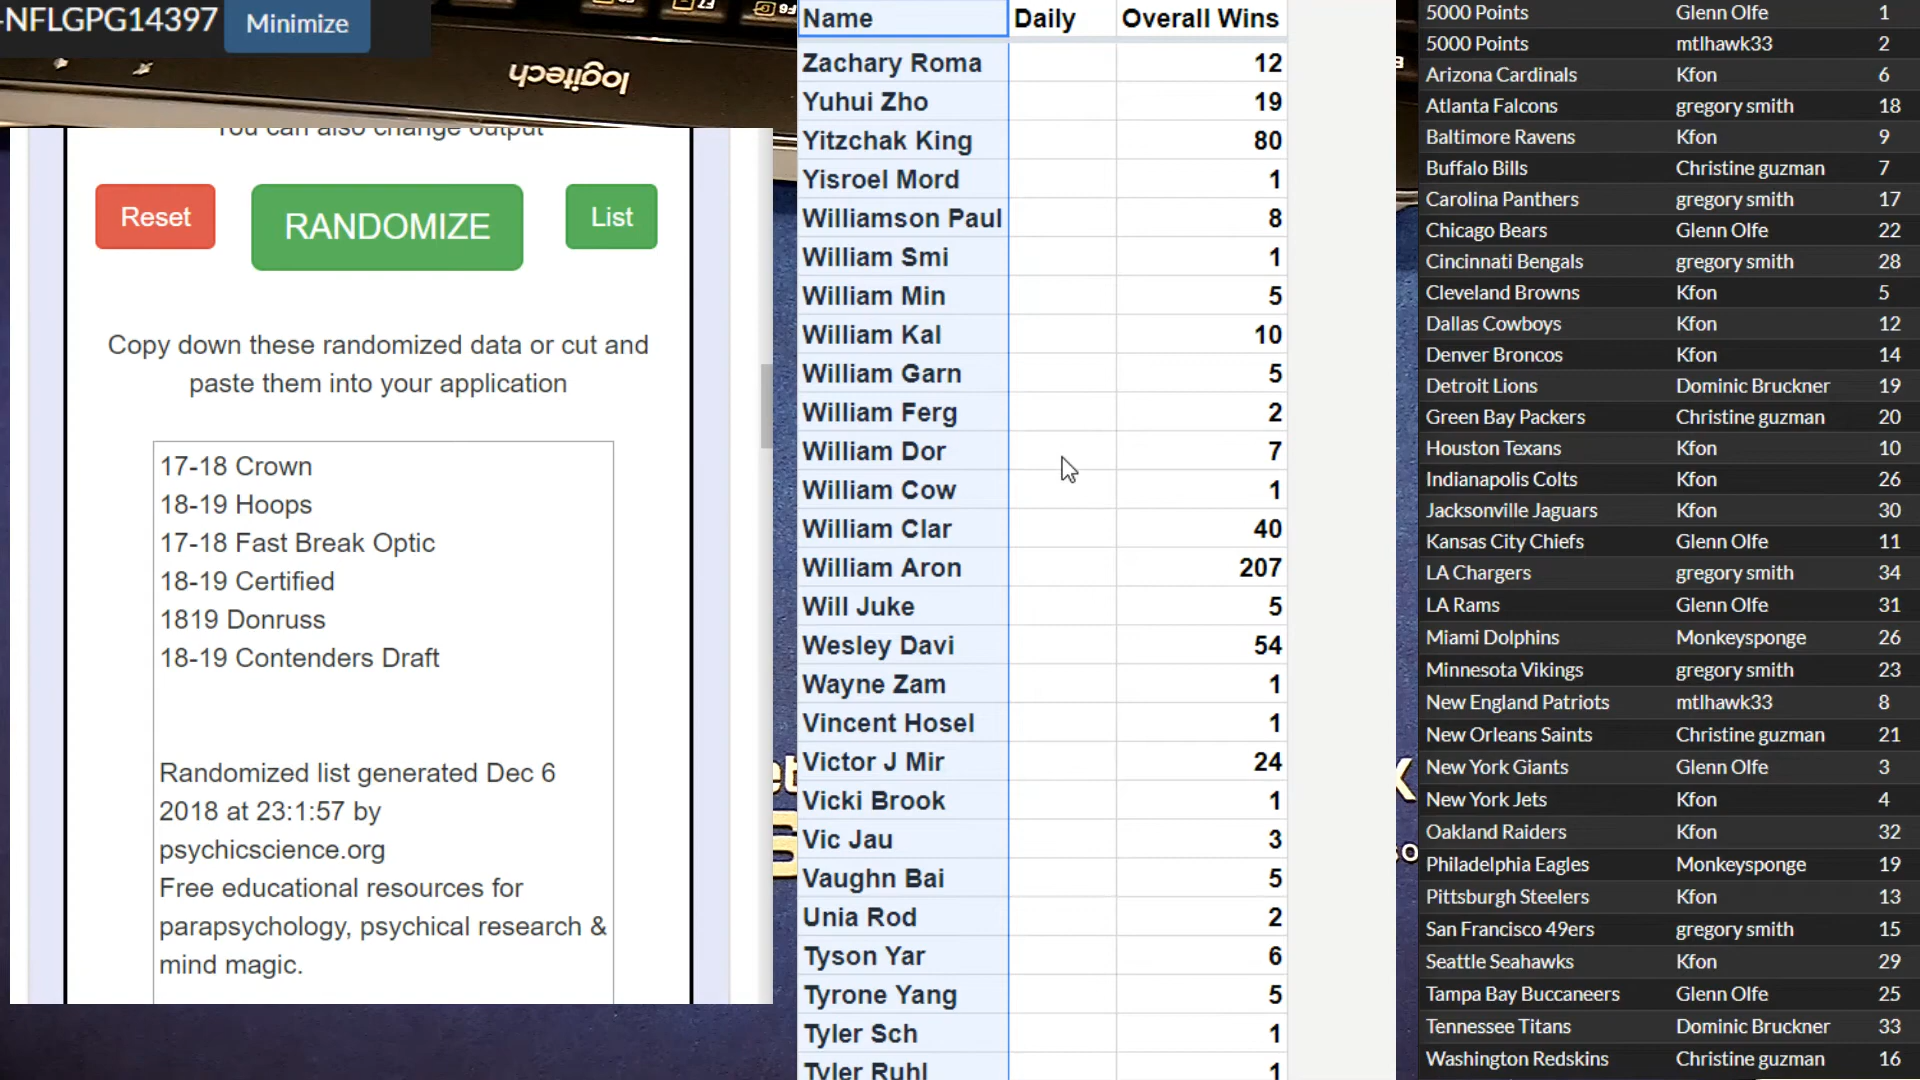 -NFLGPG14397
Minimize
logitech
You can also change output
Reset
RANDOMIZE
List
Copy down these randomized data or cut and
paste them into your application
17-18 Crown
18-19 Hoops
17-18 Fast Break Optic
18-19 Certified
1819 Donruss
18-19 Contenders Draft
Randomized list generated Dec 6
2018 at 23:1:57 by
psychicscience.org
Free educational resources for
parapsychology, psychical research &
mind magic.
Name Daily Overall Wins
Zachary Roma 12
Yuhui Zho 19
Yitzchak King 80
Yisroel Mord 1
Williamson Paul 8
William Smi 1
William Min 5
William Kal 10
William Garn 5
William Ferg 2
William Dor 7
William Cow 1
William Clar 40
William Aron 207
Will Juke 5
Wesley Davi 54
Wayne Zam 1
Vincent Hosel 1
Victor J Mir 24
Vicki Brook 1
Vic Jau 3
Vaughn Bai 5
Unia Rod 2
Tyson Yar 6
Tyrone Yang 5
Tyler Sch 1
Tyler Ruhl 1
5000 Points Glenn Olfe 1
5000 Points mtlhawk33 2
Arizona Cardinals Kfon 6
Atlanta Falcons gregory smith 18
Baltimore Ravens Kfon 9
Buffalo Bills Christine guzman 7
Carolina Panthers gregory smith 17
Chicago Bears Glenn Olfe 22
Cincinnati Bengals gregory smith 28
Cleveland Browns Kfon 5
Dallas Cowboys Kfon 12
Denver Broncos Kfon 14
Detroit Lions Dominic Bruckner 19
Green Bay Packers Christine guzman 20
Houston Texans Kfon 10
Indianapolis Colts Kfon 26
Jacksonville Jaguars Kfon 30
Kansas City Chiefs Glenn Olfe 11
LA Chargers gregory smith 34
LA Rams Glenn Olfe 31
Miami Dolphins Monkeysponge 26
Minnesota Vikings gregory smith 23
New England Patriots mtlhawk33 8
New Orleans Saints Christine guzman 21
New York Giants Glenn Olfe 3
New York Jets Kfon 4
Oakland Raiders Kfon 32
Philadelphia Eagles Monkeysponge 19
Pittsburgh Steelers Kfon 13
San Francisco 49ers gregory smith 15
Seattle Seahawks Kfon 29
Tampa Bay Buccaneers Glenn Olfe 25
Tennessee Titans Dominic Bruckner 33
Washington Redskins Christine guzman 16